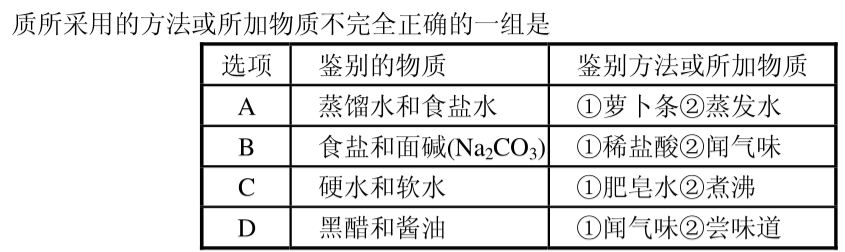 质所采用的方法或所加物质不完全正确的一组是
选项 鉴别的物质 鉴别方法或所加物质
A 蒸馏水和食盐水 ①萝卜条②蒸发水
B 食盐和面碱(Na₂CO₃) ①稀盐酸②闻气味
C 硬水和软水 ①肥皂水②煮沸
D 黑醋和酱油 ①闻气味②尝味道